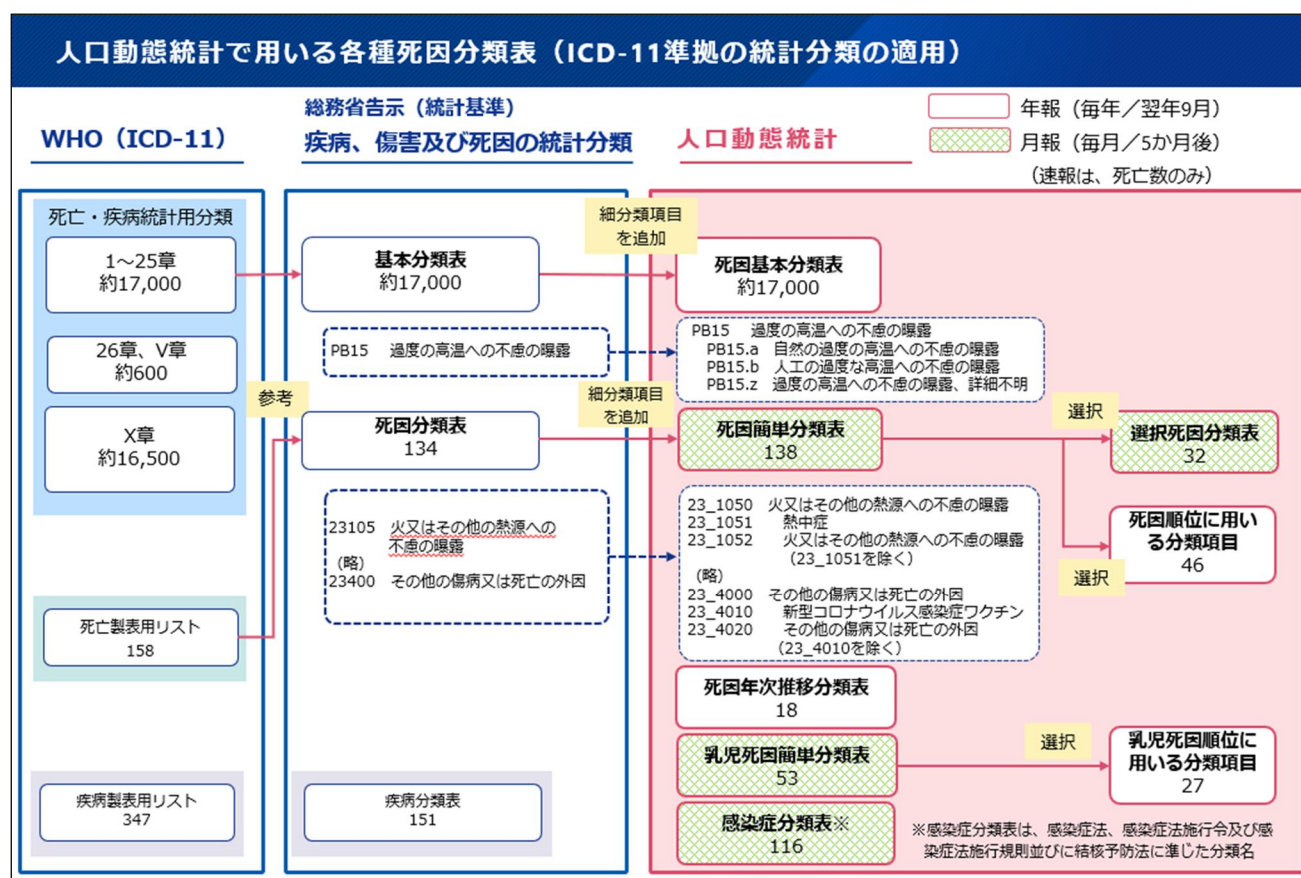 人口動態統計で用いる各種死因分類表（ICD-11準拠の統計分類の適用）
WHO（ICD-11）
総務省告示（統計基準）
疾病、傷害及び死因の統計分類
人口動態統計
年報（毎年／翌年9月）
月報（毎月／5か月後）
（速報は、死亡数のみ）
死亡・疾病統計用分類
1～25章
約17,000
26章、V章
約600
X章
約16,500
参考
死亡製表用リスト
158
疾病製表用リスト
347
基本分類表
約17,000
PB15 過度の高温への不慮の曝露
死因分類表
134
23105 火又はその他の熱源への
不慮の曝露
（略）
23400 その他の傷病又は死亡の外因
疾病分類表
151
細分類項目
を追加
死因基本分類表
約17,000
PB15 過度の高温への不慮の曝露
PB15.a 自然の過度の高温への不慮の曝露
PB15.b 人工の過度な高温への不慮の曝露
PB15.z 過度の高温への不慮の曝露、詳細不明
細分類項目
を追加
死因簡単分類表
138
選択
選択死因分類表
32
23_1050 火又はその他の熱源への不慮の曝露
23_1051 熱中症
23_1052 火又はその他の熱源への不慮の曝露
（23_1051を除く）
（略）
23_4000 その他の傷病又は死亡の外因
23_4010 新型コロナウイルス感染症ワクチン
23_4020 その他の傷病又は死亡の外因
（23_4010を除く）
選択
死因順位に用い
る分類項目
46
死因年次推移分類表
18
乳児死因簡単分類表
53
選択
乳児死因順位に
用いる分類項目
27
感染症分類表※
116
※感染症分類表は、感染症法、感染症法施行令及び感
染症法施行規則並びに結核予防法に準じた分類名